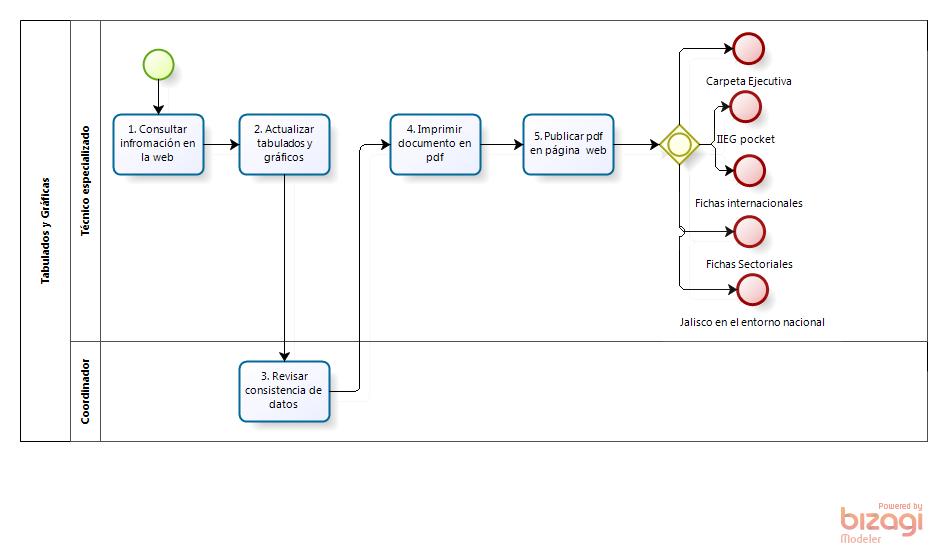 Tabulados y Gráficas
Técnico especializado
1. Consultar
infromación en
la web
2. Actualizar
tabulados y
gráficos
4. Imprimir
documento en
pdf
5. Publicar pdf
en página web
Carpeta Ejecutiva
IIEG pocket
Fichas internacionales
Fichas Sectoriales
Jalisco en el entorno nacional
Coordinador
3. Revisar
consistencia de
datos
Powered by
bizagi
Modeler